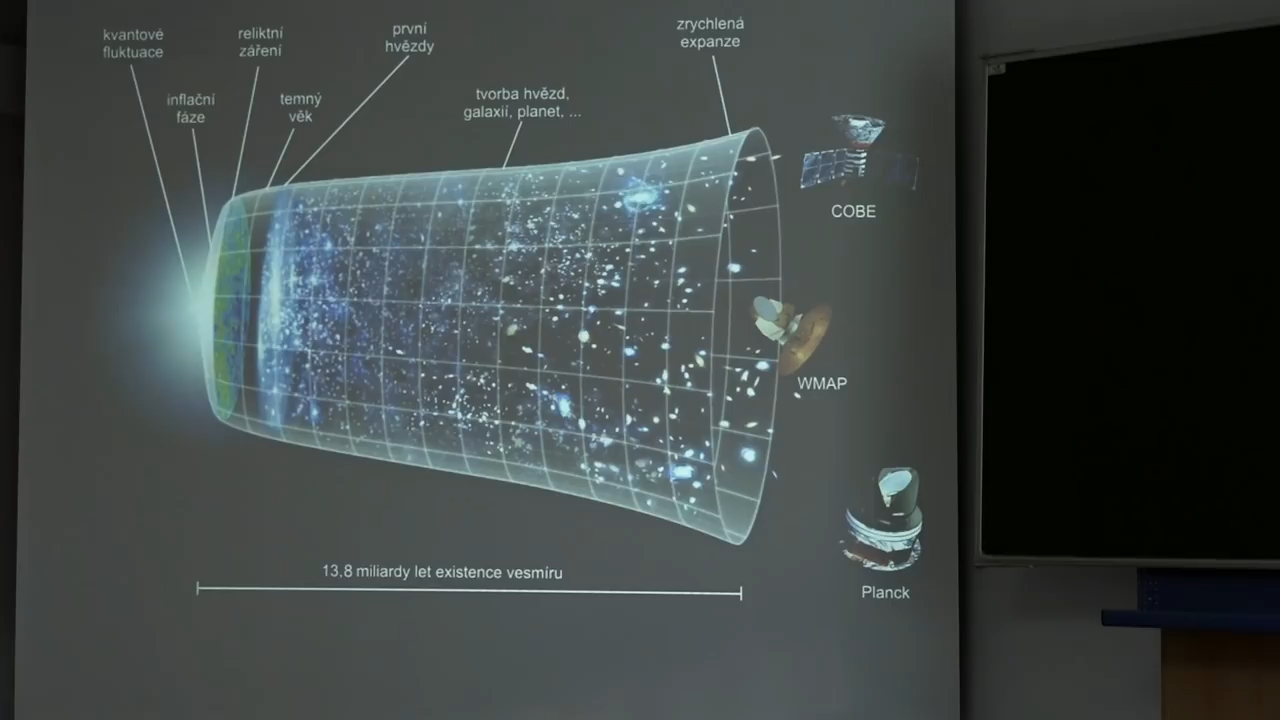 kvantové
fluktuace
reliktní
záření
první
hvězdy
zrychlená
expanze
inflační
fáze
temný
věk
tvorba hvězd,
galaxií, planet, ...
COBE
WMAP
13,8 miliardy let existence vesmíru
Planck